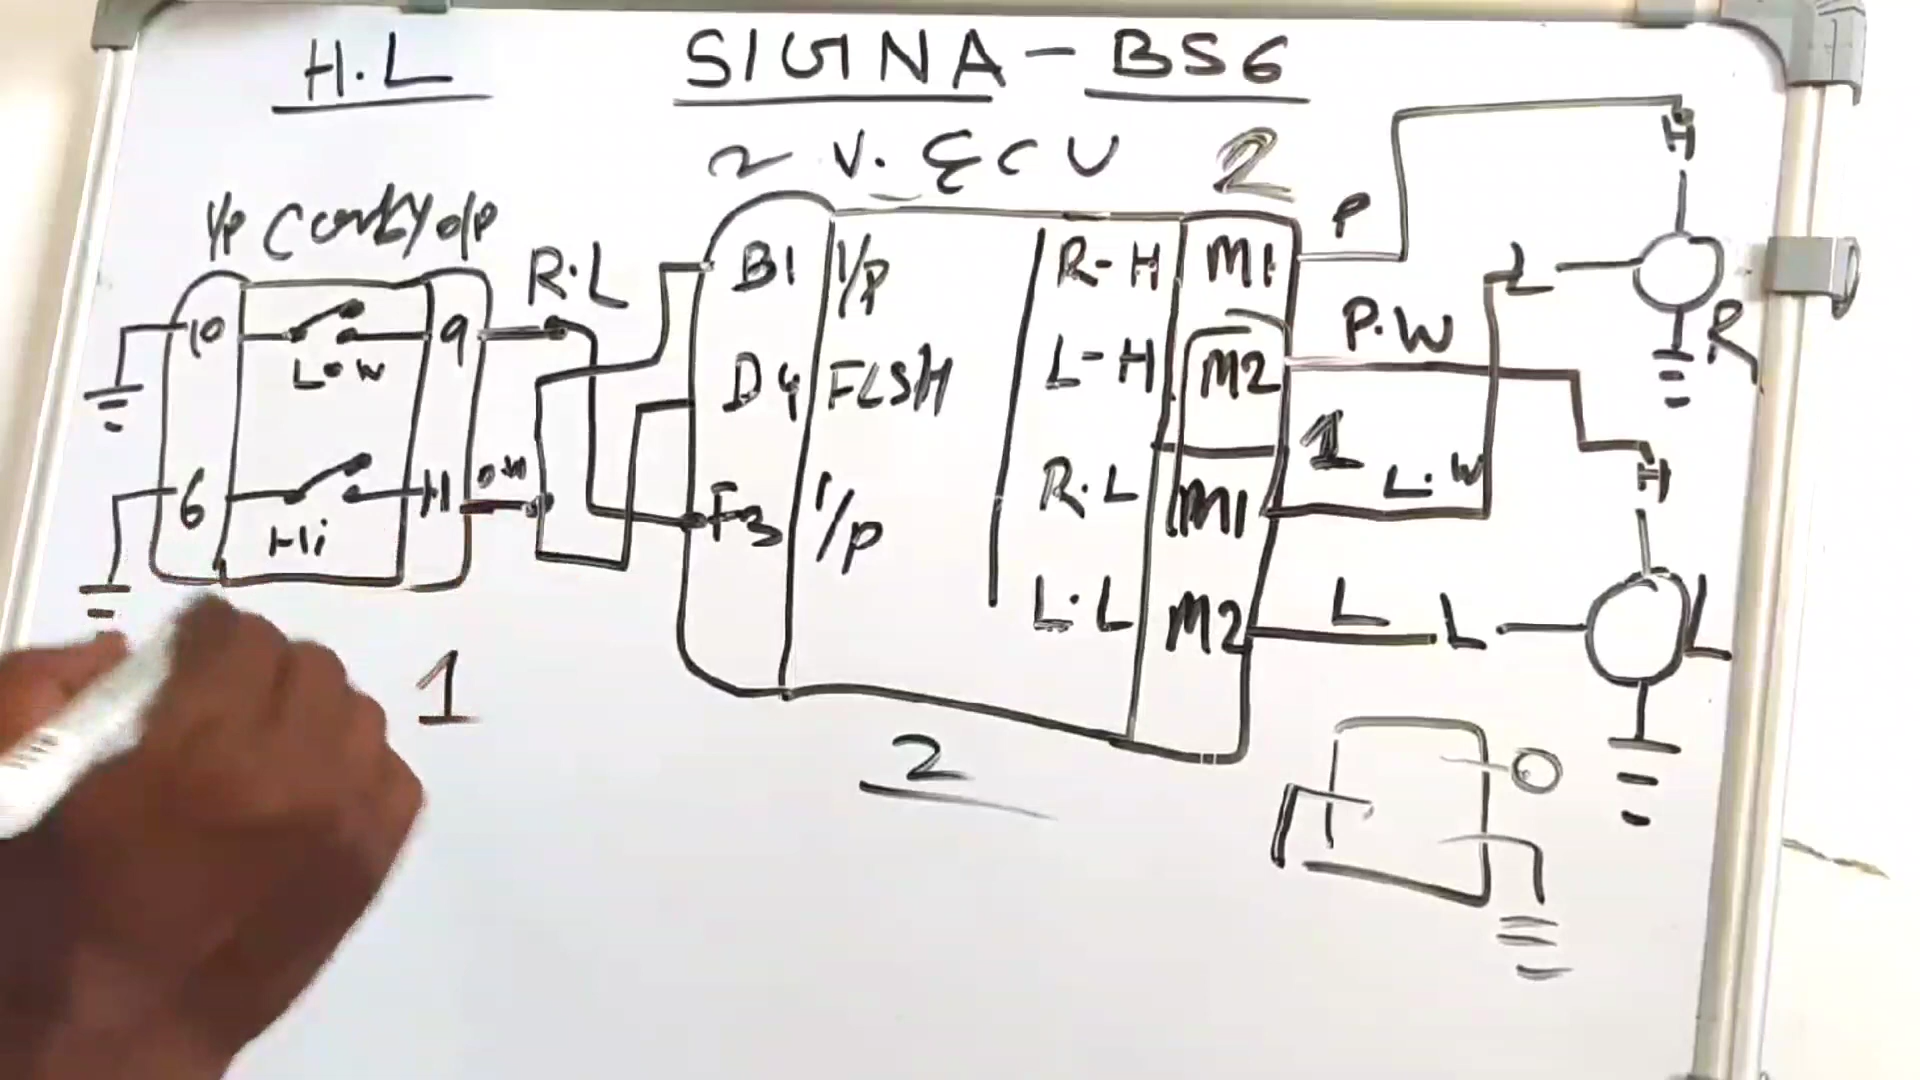 H.L
SIGNA-BS6
2 V. ECU 2
I/P Comby o/P
R.L
10 9
Low
6 11
Hi
1
B1 I/P
D4 FLSH
F3 I/P
R-H M1
L-H M2
R.L M1
L.L M2
2
P
P.W
1
L.W
L
H
L
R
H
L
L